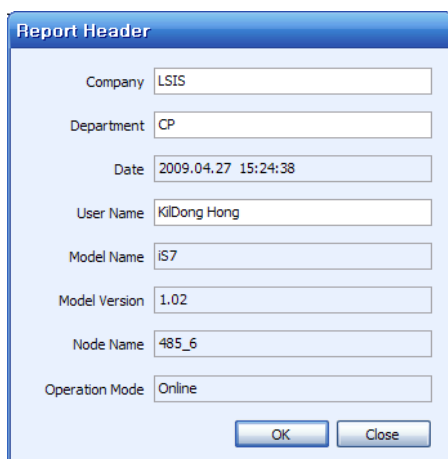 Report Header
Company LSIS
Department CP
Date 2009.04.27 15:24:38
User Name KilDong Hong
Model Name iS7
Model Version 1.02
Node Name 485_6
Operation Mode Online
OK Close